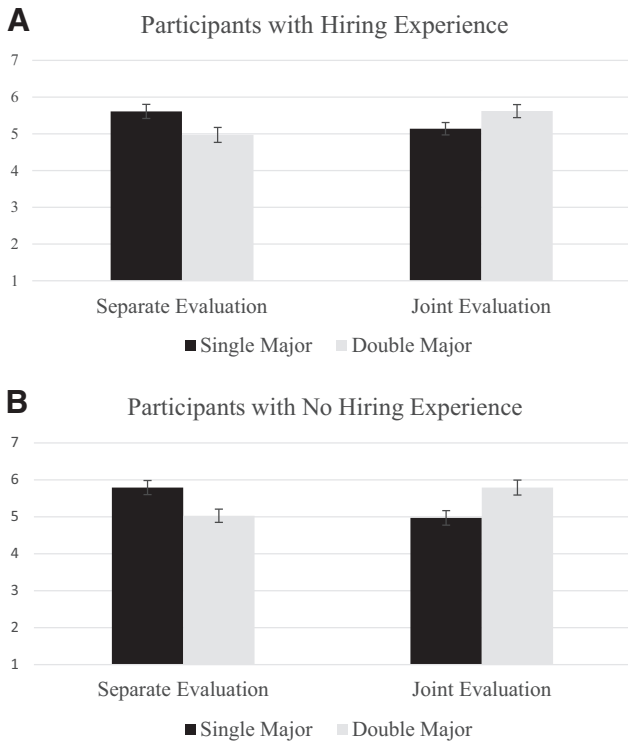 A
Participants with Hiring Experience
7
6
5
4
3
2
1
Separate Evaluation Joint Evaluation
Single Major Double Major
B
Participants with No Hiring Experience
7
6
5
4
3
2
1
Separate Evaluation Joint Evaluation
Single Major Double Major